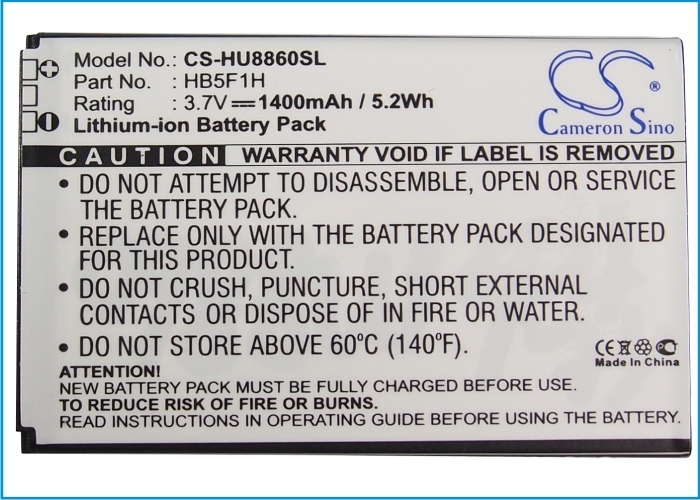 Model No.: CS-HU8860SL
Part No. : HB5F1H
Rating: : 3.7V⎓1400mAh / 5.2Wh
Lithium-ion Battery Pack
CS
Cameron Sino
CAUTION WARRANTY VOID IF LABEL IS REMOVED
• DO NOT ATTEMPT TO DISASSEMBLE, OPEN OR SERVICE
THE BATTERY PACK.
• REPLACE ONLY WITH THE BATTERY PACK DESIGNATED
FOR THIS PRODUCT.
• DO NOT CRUSH, PUNCTURE, SHORT EXTERNAL
CONTACTS OR DISPOSE OF IN FIRE OR WATER.
• DO NOT STORE ABOVE 60°C (140°F).
CE
Made In China
ATTENTION!
NEW BATTERY PACK MUST BE FULLY CHARGED BEFORE USE
TO REDUCE RISK OF FIRE OR BURNS.
READ INSTRUCTIONS IN OPERATING GUIDE BEFORE USING THE BATTERY.